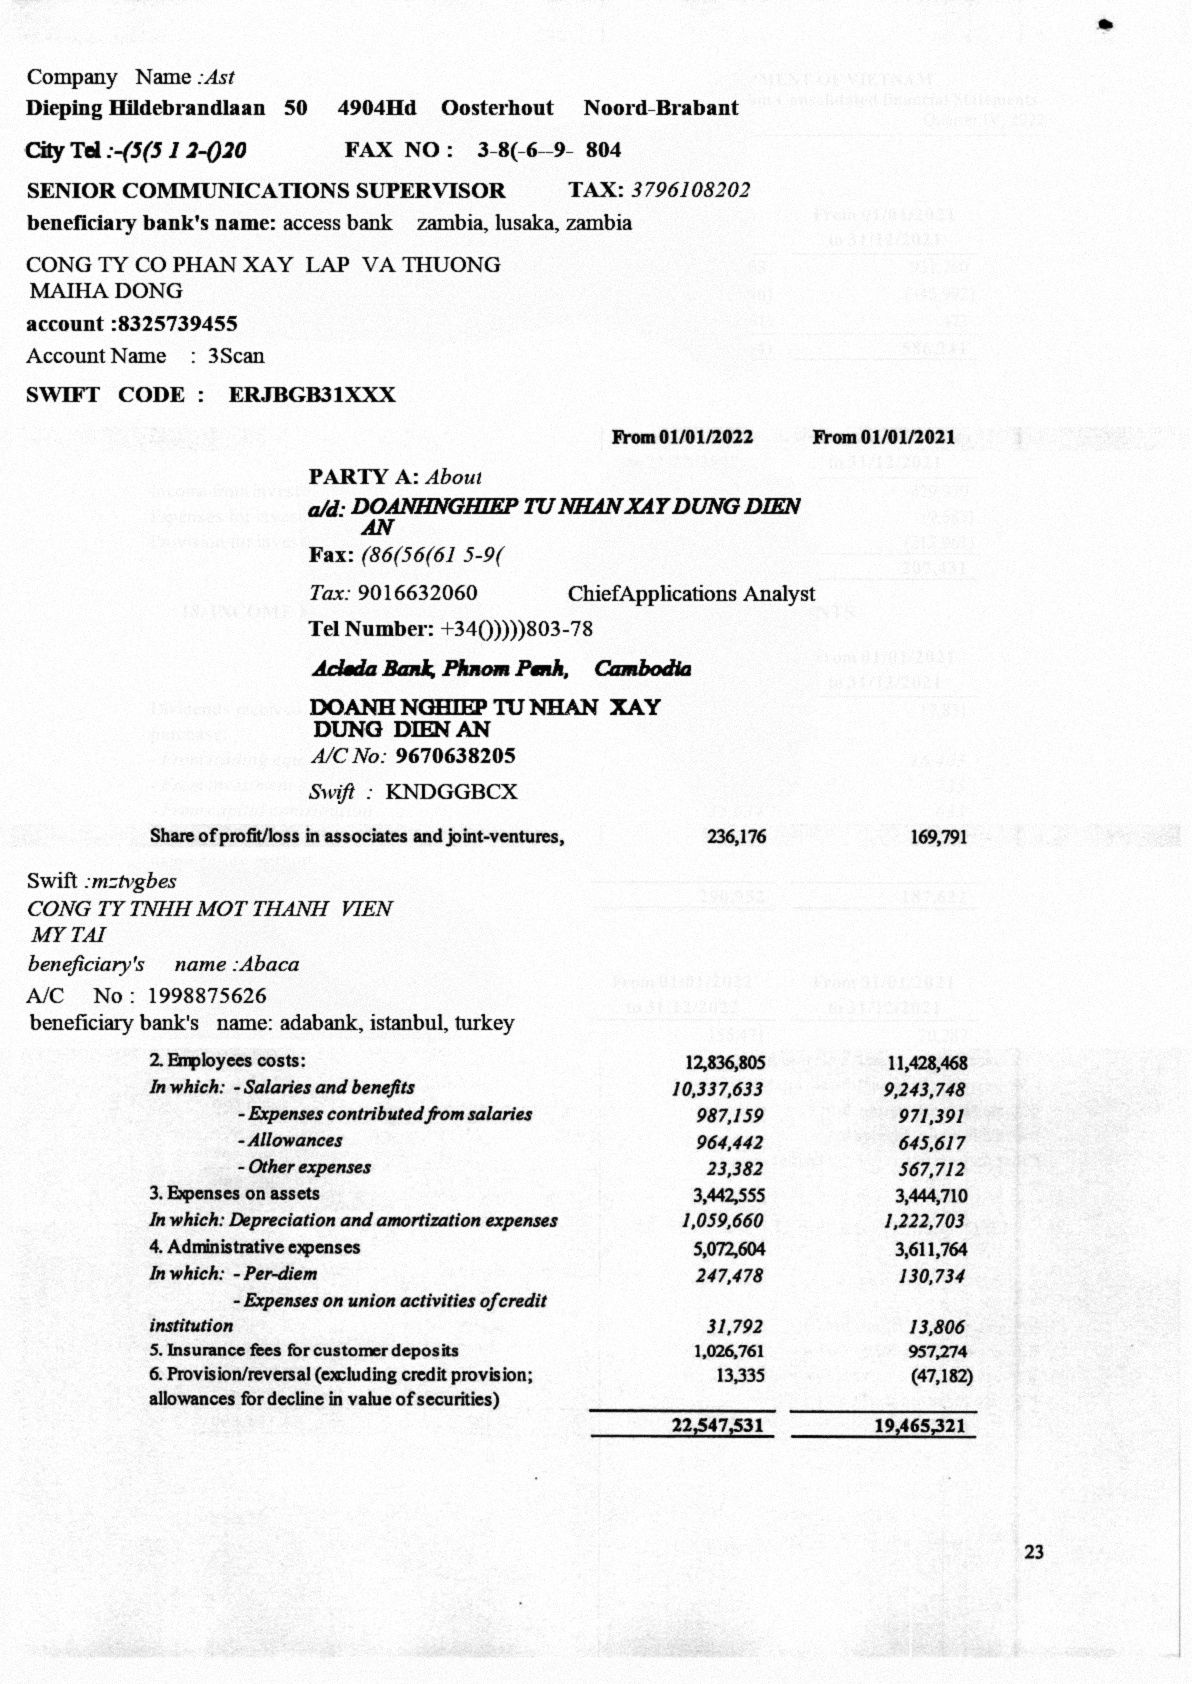 Company Name :Ast
Dieping Hildebrandlaan 50 4904Hd Oosterhout Noord-Brabant
City Tel :-(5(5 1 2-()20 FAX NO : 3-8(-6--9- 804
SENIOR COMMUNICATIONS SUPERVISOR TAX: 3796108202
beneficiary bank's name: access bank zambia, lusaka, zambia
CONG TY CO PHAN XAY LAP VA THUONG
MAIHA DONG
account :8325739455
Account Name : 3Scan
SWIFT CODE : ERJBGB31XXX
From 01/01/2022 From 01/01/2021
PARTY A: About
a/d: DOANHNGHIEP TU NHAN XAY DUNG DIEN
AN
Fax: (86(56(61 5-9(
Tax: 9016632060 ChiefApplications Analyst
Tel Number: +34()))))803-78
Acleda Bank, Phnom Penh, Cambodia
DOANH NGHIEP TU NHAN XAY
DUNG DIEN AN
A/C No: 9670638205
Swift : KNDGGBCX
Share of profit/loss in associates and joint-ventures, 236,176 169,791
Swift :mztvgbes
CONG TY TNHH MOT THANH VIEN
MY TAI
beneficiary's name :Abaca
A/C No : 1998875626
beneficiary bank's name: adabank, istanbul, turkey
2. Employees costs: 12,836,805 11,428,468
In which: - Salaries and benefits 10,337,633 9,243,748
- Expenses contributed from salaries 987,159 971,391
- Allowances 964,442 645,617
- Other expenses 23,382 567,712
3. Expenses on assets 3,442,555 3,444,710
In which: Depreciation and amortization expenses 1,059,660 1,222,703
4. Administrative expenses 5,072,604 3,611,764
In which: - Per-diem 247,478 130,734
- Expenses on union activities of credit
institution 31,792 13,806
5. Insurance fees for customer deposits 1,026,761 957,274
6. Provision/reversal (excluding credit provision; 13,335 (47,182)
allowances for decline in value of securities)
22,547,531 19,465,321
23